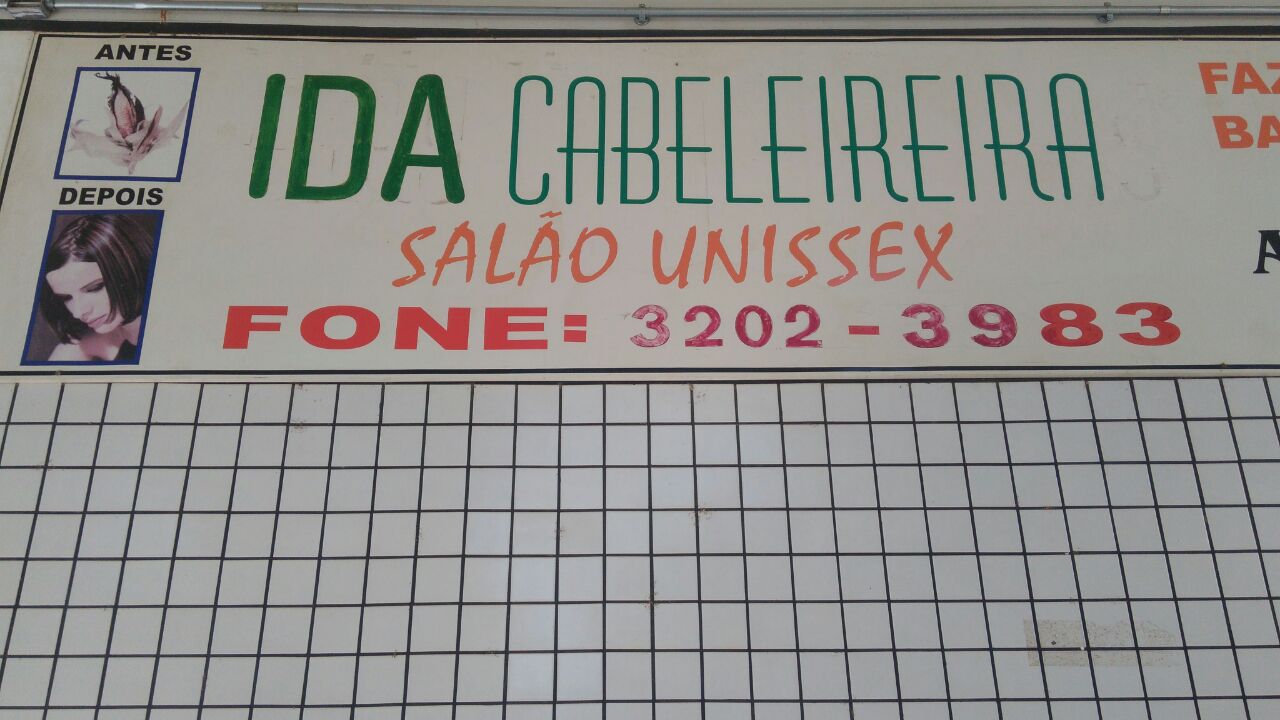 ANTES
DEPOIS
IDA CABELEIREIRA
SALÃO UNISSEX
FONE: 3202-3983